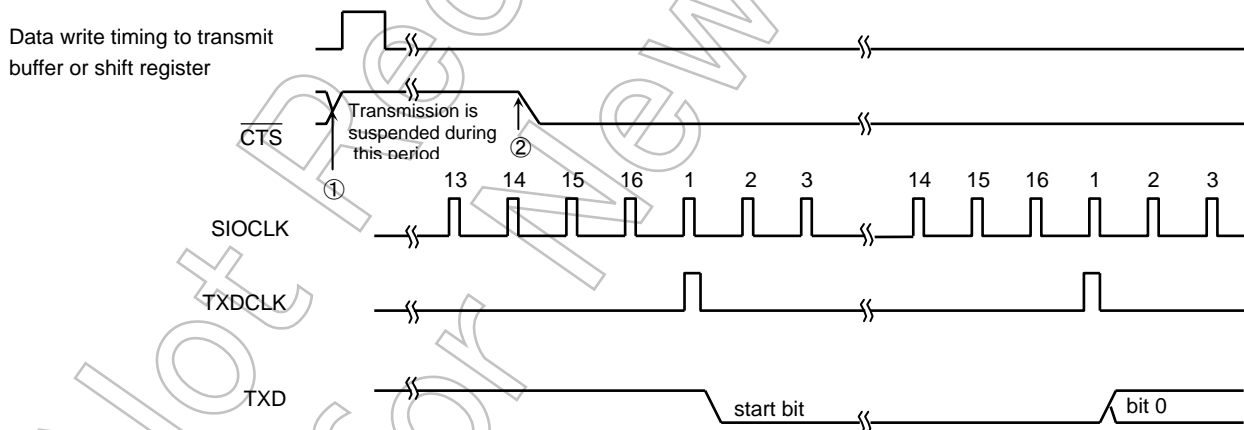 Data write timing to transmit
buffer or shift register
CTS
Transmission is
suspended during
this period
①
②
13 14 15 16 1 2 3 14 15 16 1 2 3
SIOCLK
TXDCLK
TXD
start bit
bit 0